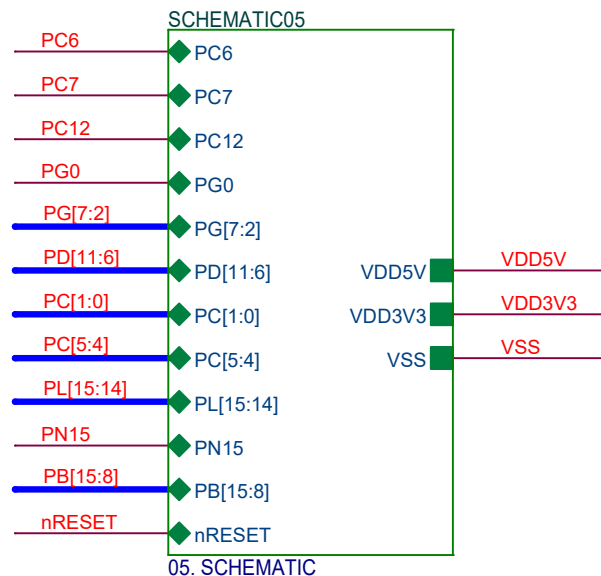 SCHEMATIC05
PC6
PC6
PC7
PC7
PC12
PC12
PG0
PG0
PG[7:2]
PG[7:2]
PD[11:6]
PD[11:6]
VDD5V
VDD5V
PC[1:0]
PC[1:0]
VDD3V3
VDD3V3
PC[5:4]
PC[5:4]
VSS
VSS
PL[15:14]
PL[15:14]
PN15
PN15
PB[15:8]
PB[15:8]
nRESET
nRESET
05. SCHEMATIC